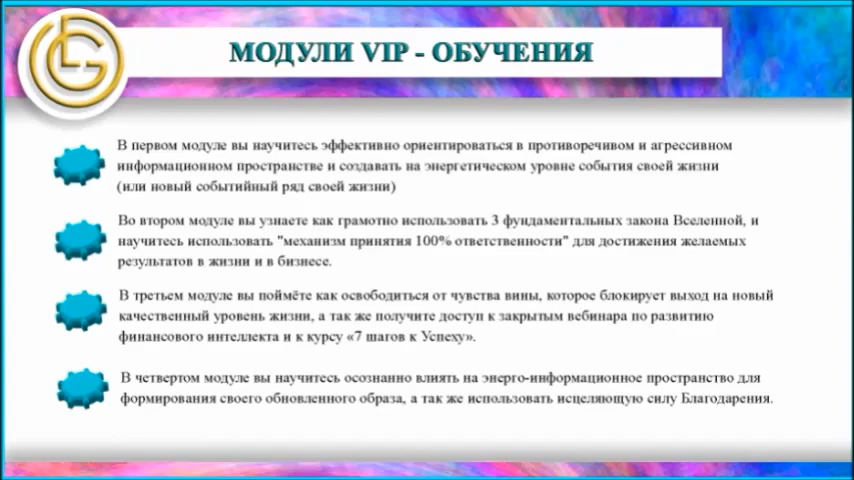 LG
МОДУЛИ VIP - ОБУЧЕНИЯ
В первом модуле вы научитесь эффективно ориентироваться в противоречивом и агрессивном
информационном пространстве и создавать на энергетическом уровне события своей жизни
(или новый событийный ряд своей жизни)
Во втором модуле вы узнаете как грамотно использовать 3 фундаментальных закона Вселенной, и
научитесь использовать "механизм принятия 100% ответственности" для достижения желаемых
результатов в жизни и в бизнесе.
В третьем модуле вы поймёте как освободиться от чувства вины, которое блокирует выход на новый
качественный уровень жизни, а так же получите доступ к закрытым вебинара по развитию
финансового интеллекта и к курсу «7 шагов к Успеху».
В четвертом модуле вы научитесь осознанно влиять на энерго-информационное пространство для
формирования своего обновленного образа, а так же использовать исцеляющую силу Благодарения.